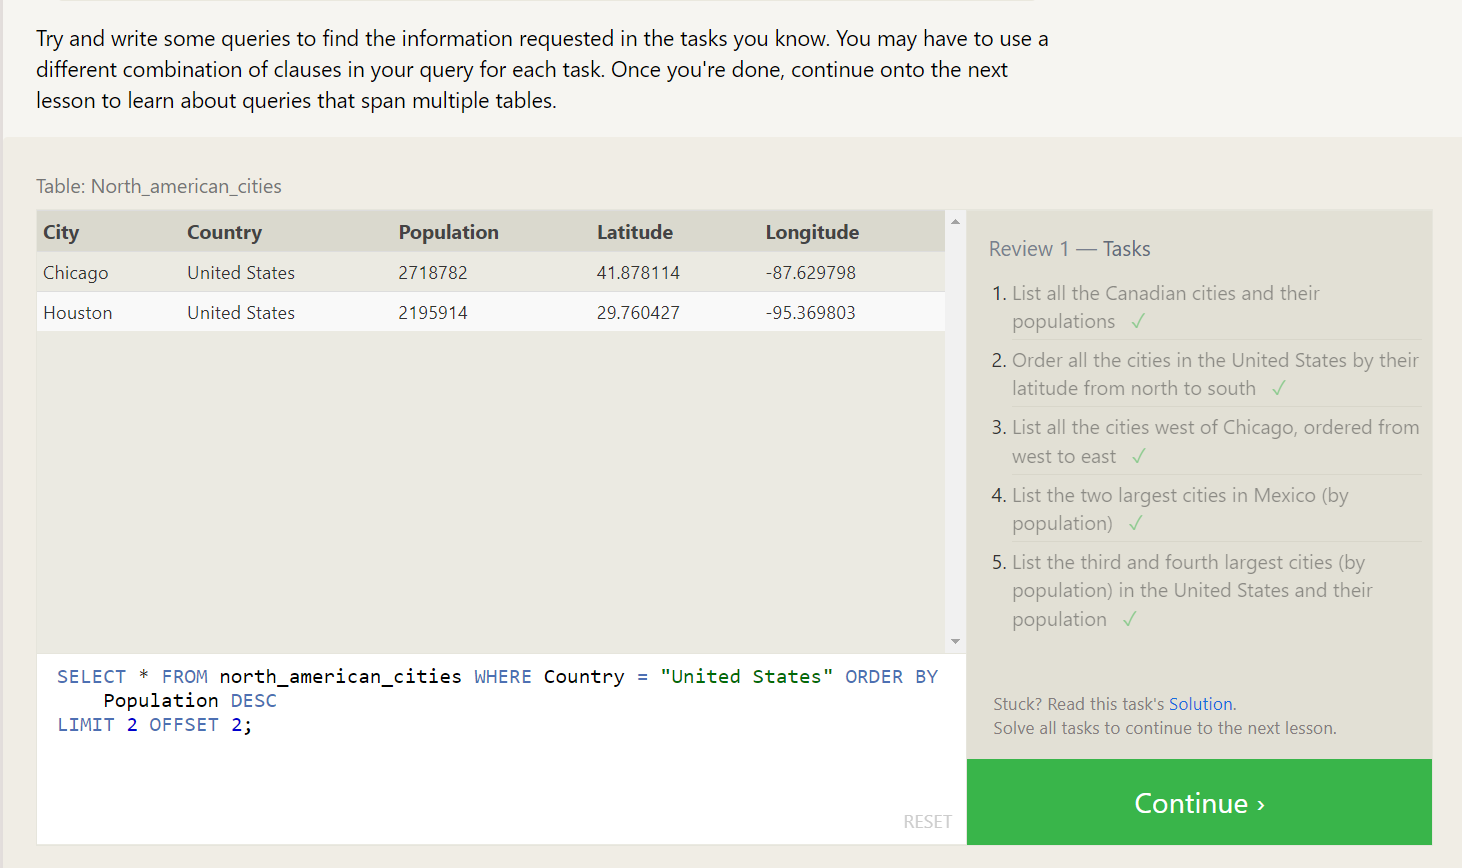 Try and write some queries to find the information requested in the tasks you know. You may have to use a
different combination of clauses in your query for each task. Once you're done, continue onto the next
lesson to learn about queries that span multiple tables.
Table: North_american_cities
City Country Population Latitude Longitude
Chicago United States 2718782 41.878114 -87.629798
Houston United States 2195914 29.760427 -95.369803
SELECT * FROM north_american_cities WHERE Country = "United States" ORDER BY
Population DESC
LIMIT 2 OFFSET 2;
RESET
Review 1 — Tasks
1. List all the Canadian cities and their
populations ✓
2. Order all the cities in the United States by their
latitude from north to south ✓
3. List all the cities west of Chicago, ordered from
west to east ✓
4. List the two largest cities in Mexico (by
population) ✓
5. List the third and fourth largest cities (by
population) in the United States and their
population ✓
Stuck? Read this task's Solution.
Solve all tasks to continue to the next lesson.
Continue ›